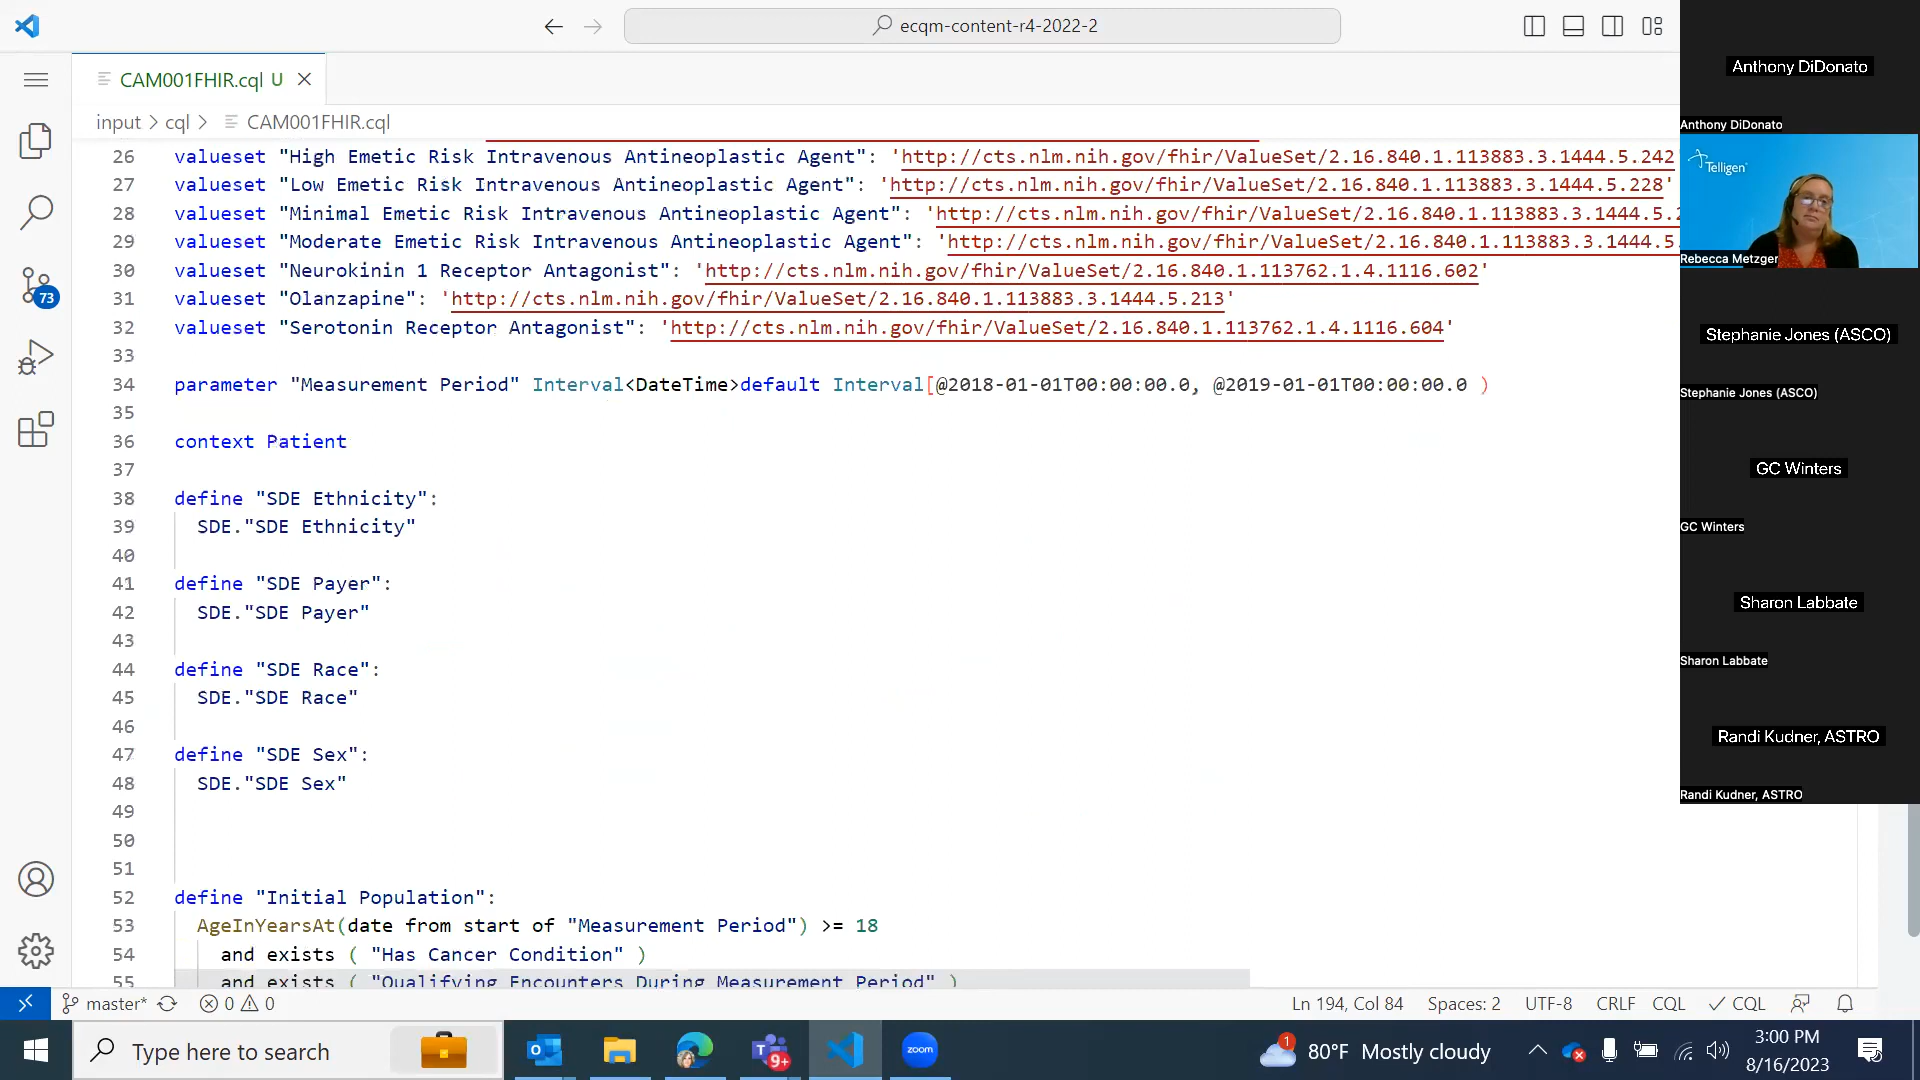 ecqm-content-r4-2022-2
CAM001FHIR.cql U
input > cql > CAM001FHIR.cql
26 valueset "High Emetic Risk Intravenous Antineoplastic Agent": 'http://cts.nlm.nih.gov/fhir/ValueSet/2.16.840.1.113883.3.1444.5.242
27 valueset "Low Emetic Risk Intravenous Antineoplastic Agent": 'http://cts.nlm.nih.gov/fhir/ValueSet/2.16.840.1.113883.3.1444.5.228'
28 valueset "Minimal Emetic Risk Intravenous Antineoplastic Agent": 'http://cts.nlm.nih.gov/fhir/ValueSet/2.16.840.1.113883.3.1444.5.2
29 valueset "Moderate Emetic Risk Intravenous Antineoplastic Agent": 'http://cts.nlm.nih.gov/fhir/ValueSet/2.16.840.1.113883.3.1444.5.
30 valueset "Neurokinin 1 Receptor Antagonist": 'http://cts.nlm.nih.gov/fhir/ValueSet/2.16.840.1.113762.1.4.1116.602'
31 valueset "Olanzapine": 'http://cts.nlm.nih.gov/fhir/ValueSet/2.16.840.1.113883.3.1444.5.213'
32 valueset "Serotonin Receptor Antagonist": 'http://cts.nlm.nih.gov/fhir/ValueSet/2.16.840.1.113762.1.4.1116.604'
33
34 parameter "Measurement Period" Interval<DateTime>default Interval[@2018-01-01T00:00:00.0, @2019-01-01T00:00:00.0 )
35
36 context Patient
37
38 define "SDE Ethnicity":
39 SDE."SDE Ethnicity"
40
41 define "SDE Payer":
42 SDE."SDE Payer"
43
44 define "SDE Race":
45 SDE."SDE Race"
46
47 define "SDE Sex":
48 SDE."SDE Sex"
49
50
51
52 define "Initial Population":
53 AgeInYearsAt(date from start of "Measurement Period") >= 18
54 and exists ( "Has Cancer Condition" )
55 and exists ( "Qualifying Encounters During Measurement Period" )
73
master* 0 0
Ln 194, Col 84 Spaces: 2 UTF-8 CRLF CQL CQL
Type here to search
9+
zoom
1
80°F Mostly cloudy
3:00 PM
8/16/2023
Anthony DiDonato
Anthony DiDonato
Telligen
Rebecca Metzger
Stephanie Jones (ASCO)
Stephanie Jones (ASCO)
GC Winters
GC Winters
Sharon Labbate
Sharon Labbate
Randi Kudner, ASTRO
Randi Kudner, ASTRO